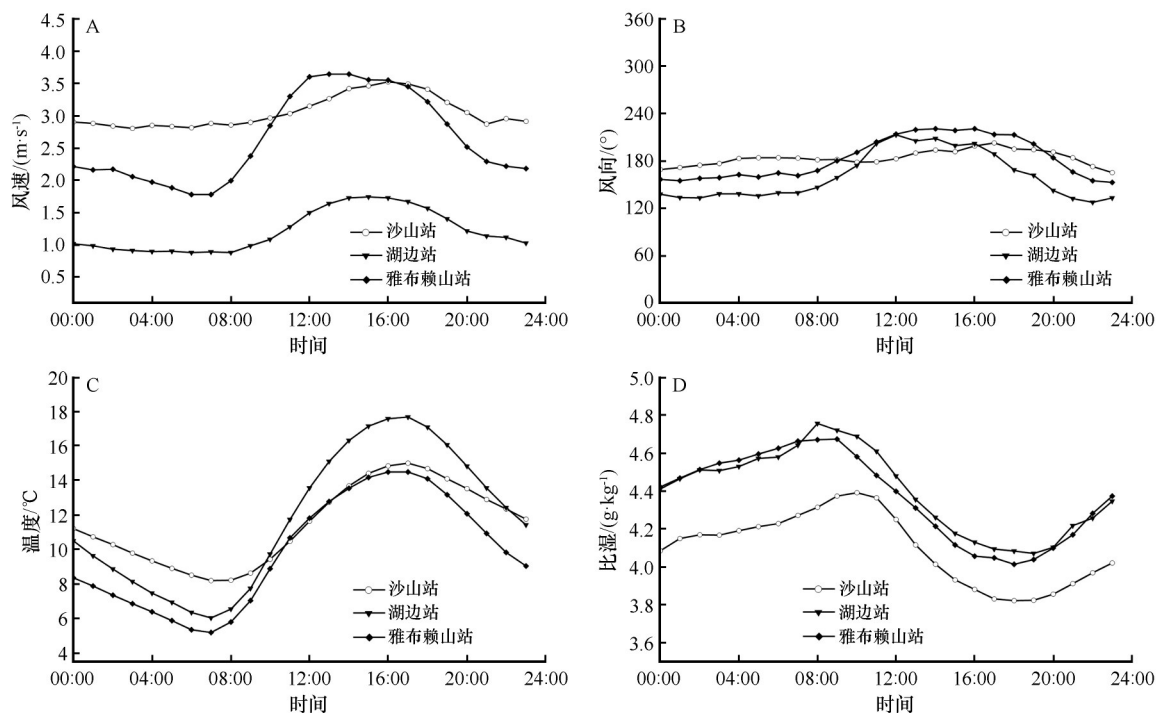 A
4.5
4.0
3.5
3.0
2.5
2.0
1.5
1.0
0.5
风速/(m·s⁻¹)
沙山站
湖边站
雅布赖山站
00:00 04:00 08:00 12:00 16:00 20:00 24:00
时间
B
360
300
240
180
120
60
0
风向/(°)
沙山站
湖边站
雅布赖山站
00:00 04:00 08:00 12:00 16:00 20:00 24:00
时间
C
20
18
16
14
12
10
8
6
4
温度/℃
沙山站
湖边站
雅布赖山站
00:00 04:00 08:00 12:00 16:00 20:00 24:00
时间
D
5.0
4.8
4.6
4.4
4.2
4.0
3.8
3.6
比湿/(g·kg⁻¹)
沙山站
湖边站
雅布赖山站
00:00 04:00 08:00 12:00 16:00 20:00 24:00
时间